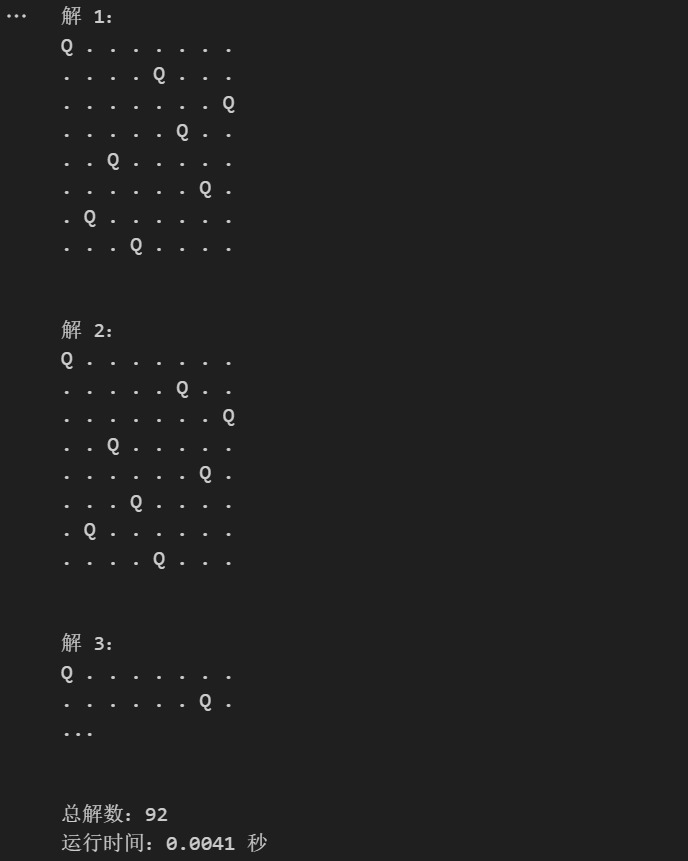 ...
解 1:
Q . . . . . . .
. . . . Q . . .
. . . . . . . Q
. . . . . Q . .
. . Q . . . . .
. . . . . . Q .
. Q . . . . . .
. . . Q . . . .
解 2:
Q . . . . . . .
. . . . . Q . .
. . . . . . . Q
. . Q . . . . .
. . . . . . Q .
. . . Q . . . .
. Q . . . . . .
. . . . Q . . .
解 3:
Q . . . . . . .
. . . . . . Q .
...
总解数: 92
运行时间: 0.0041 秒